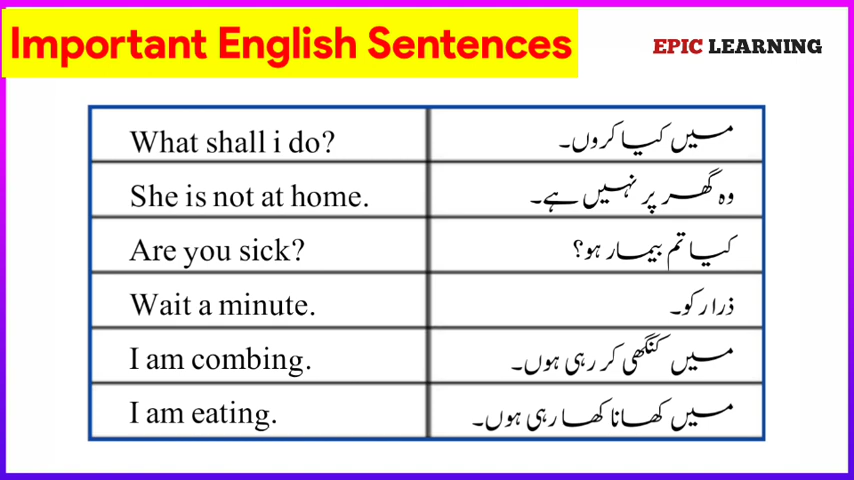 Important English Sentences
EPIC LEARNING
What shall i do?
میں کیا کروں۔
She is not at home.
وہ گھر پر نہیں ہے۔
Are you sick?
کیا تم بیمار ہو؟
Wait a minute.
ذرا رکو۔
I am combing.
میں کنگھی کر رہی ہوں۔
I am eating.
میں کھانا کھا رہی ہوں۔